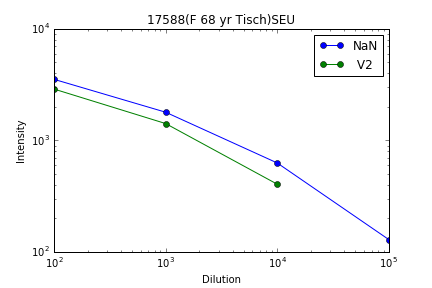 17588(F 68 yr Tisch)SEU
NaN
V2
10^4
10^3
10^2
Intensity
10^2 10^3 10^4 10^5
Dilution